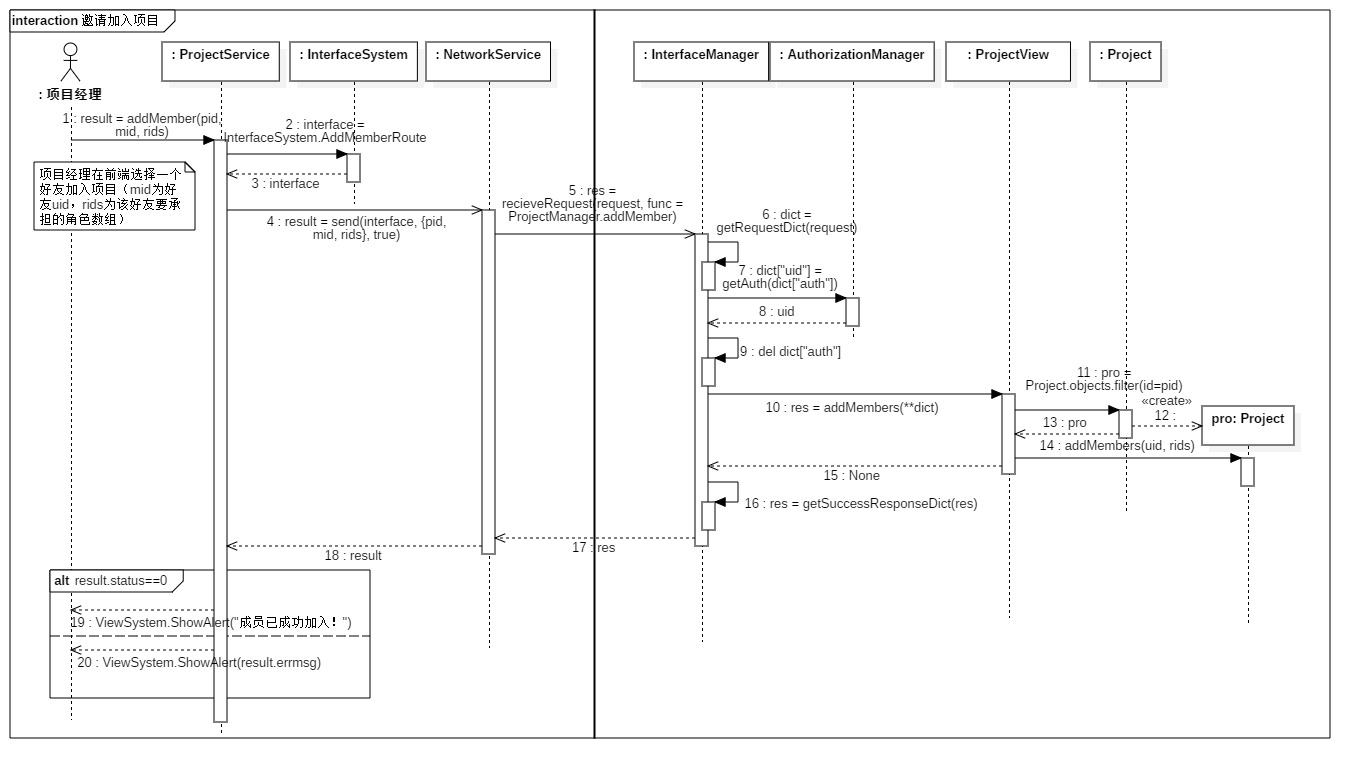 interaction 邀请加入项目
: ProjectService
: InterfaceSystem
: NetworkService
: InterfaceManager
: AuthorizationManager
: ProjectView
: Project
: 项目经理
1 : result = addMember(pid,
mid, rids)
2 : interface =
InterfaceSystem.AddMemberRoute
项目经理在前端选择一个
好友加入项目（mid为好
友uid，rids为该好友要承
担的角色数组）
3 : interface
4 : result = send(interface, {pid,
mid, rids}, true)
5 : res =
recieveRequest(request, func =
ProjectManager.addMember)
6 : dict =
getRequestDict(request)
7 : dict["uid"] =
getAuth(dict["auth"])
8 : uid
9 : del dict["auth"]
10 : res = addMembers(**dict)
11 : pro =
Project.objects.filter(id=pid)
«create»
12 :
pro: Project
13 : pro
14 : addMembers(uid, rids)
15 : None
16 : res = getSuccessResponseDict(res)
17 : res
18 : result
alt result.status==0
19 : ViewSystem.ShowAlert("成员已成功加入！")
20 : ViewSystem.ShowAlert(result.errmsg)